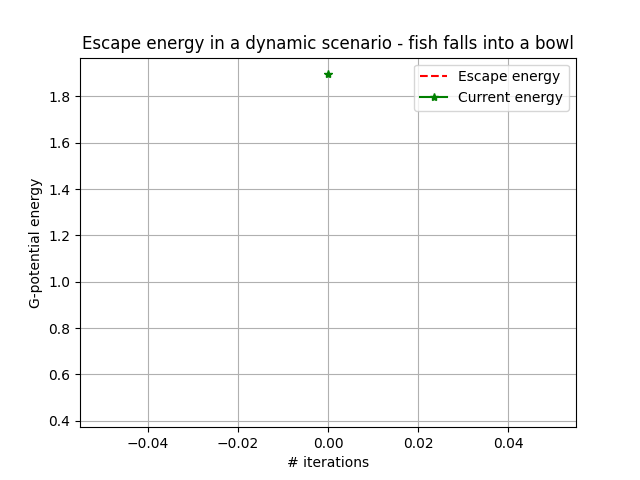 Escape energy in a dynamic scenario - fish falls into a bowl
Escape energy
Current energy
G-potential energy
1.8
1.6
1.4
1.2
1.0
0.8
0.6
0.4
−0.04 −0.02 0.00 0.02 0.04
# iterations